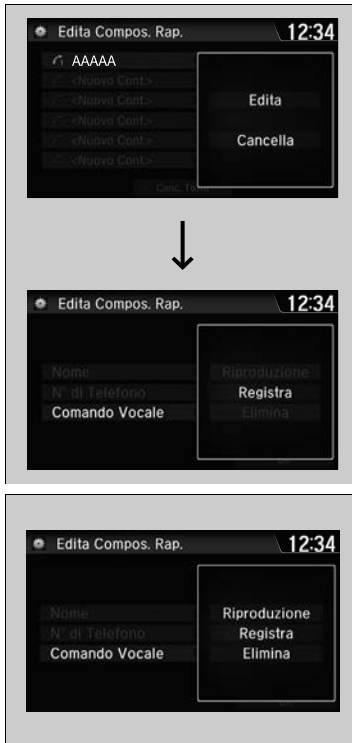 Edita Compos. Rap. 12:34
AAAAA
<Nuovo Cont.>
<Nuovo Cont.>
<Nuovo Cont.>
<Nuovo Cont.>
<Nuovo Cont.>
Edita
Cancella
Edita Compos. Rap. 12:34
Nome
N° di Telefono
Comando Vocale
Riproduzione
Registra
Elimina
Edita Compos. Rap. 12:34
Nome
N° di Telefono
Comando Vocale
Riproduzione
Registra
Elimina